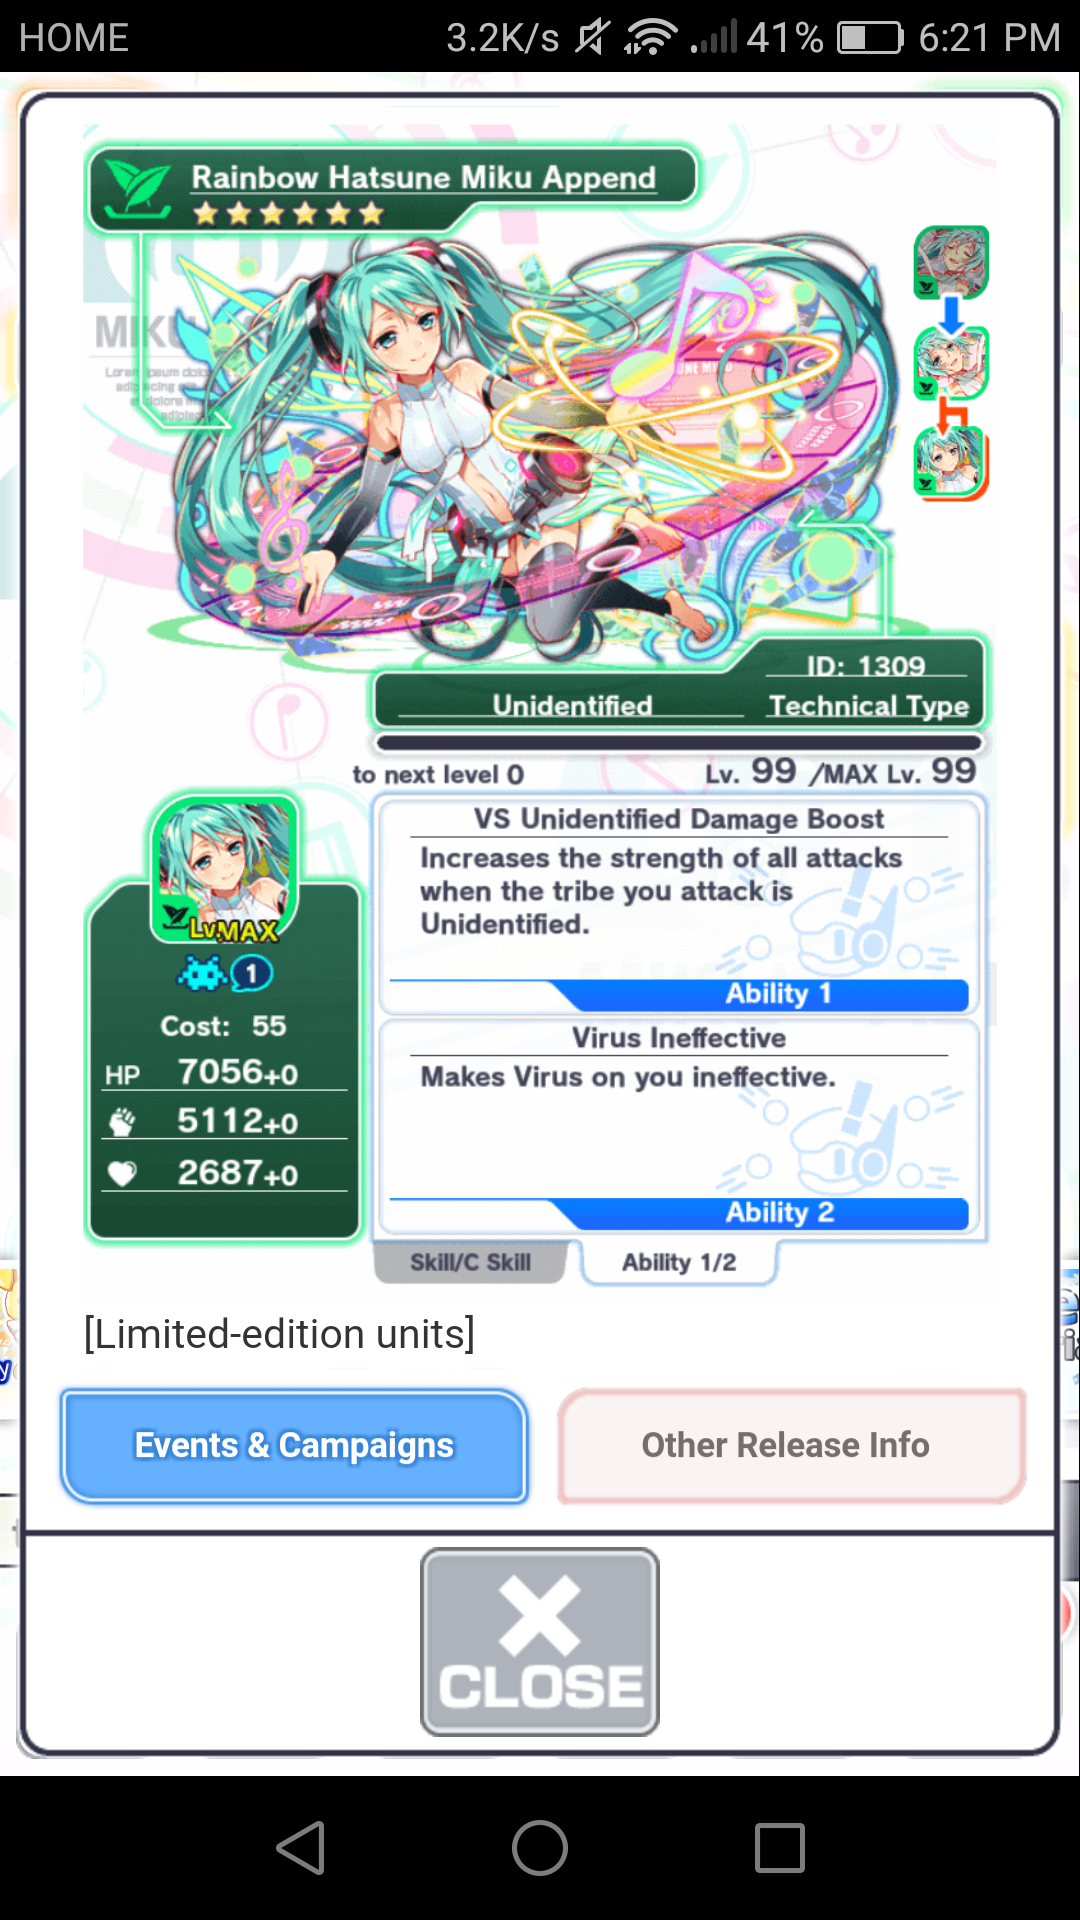 HOME 3.2K/s 41% 6:21 PM
Rainbow Hatsune Miku Append
MIKU
ID: 1309
Unidentified Technical Type
to next level 0 Lv. 99 /MAX Lv. 99
VS Unidentified Damage Boost
Increases the strength of all attacks
when the tribe you attack is
Unidentified.
Ability 1
Lv.MAX
1
Cost: 55
HP 7056+0
5112+0
2687+0
Virus Ineffective
Makes Virus on you ineffective.
Ability 2
Skill/C Skill Ability 1/2
[Limited-edition units]
Events & Campaigns Other Release Info
CLOSE